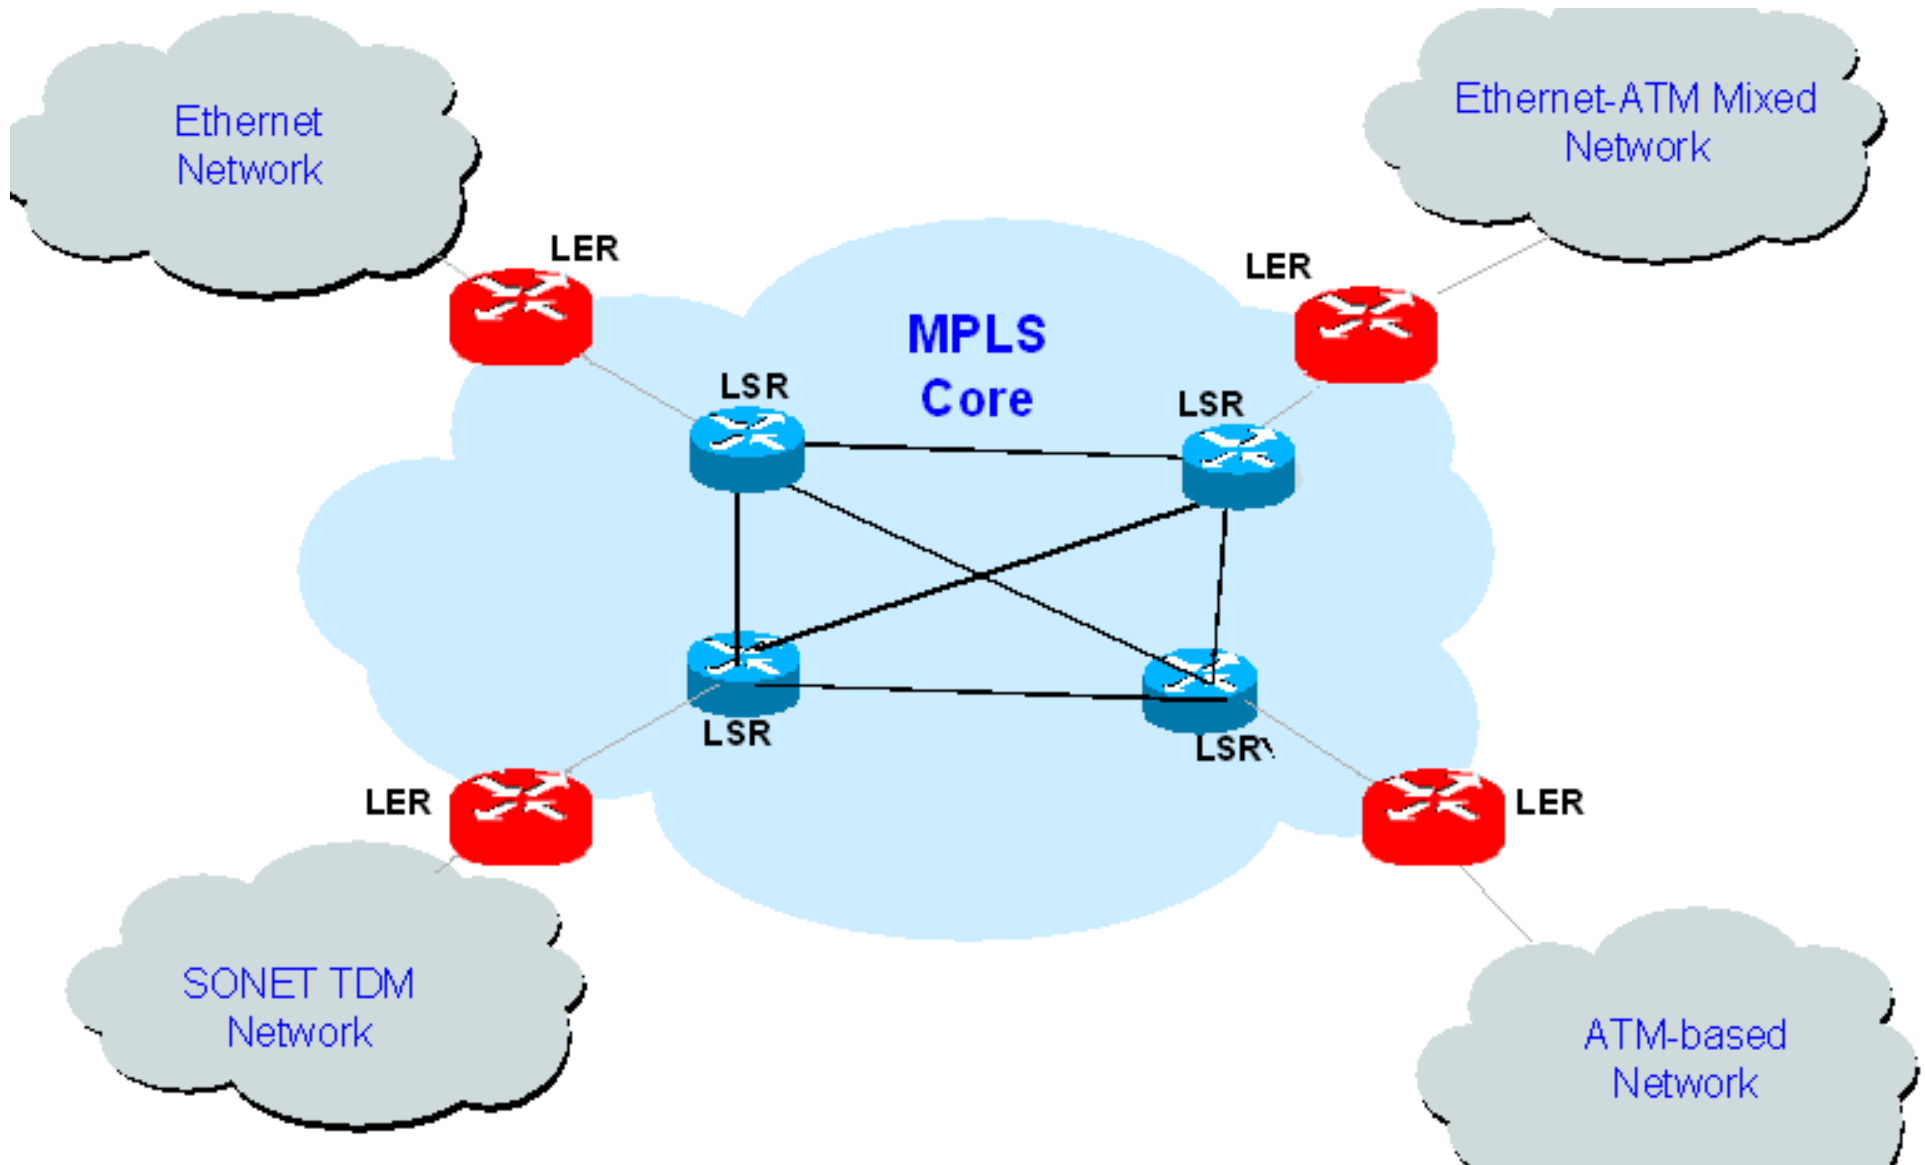 Ethernet
Network
Ethernet-ATM Mixed
Network
LER
LER
MPLS
Core
LSR
LSR
LSR
LSR
LER
LER
SONET TDM
Network
ATM-based
Network